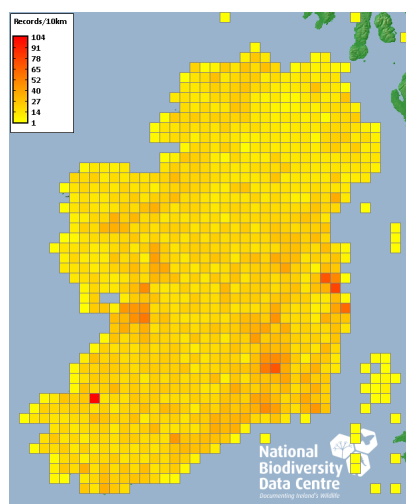 Records/10km
104
91
78
65
52
40
27
14
1
National
Biodiversity
Data Centre
Documenting Ireland's Wildlife